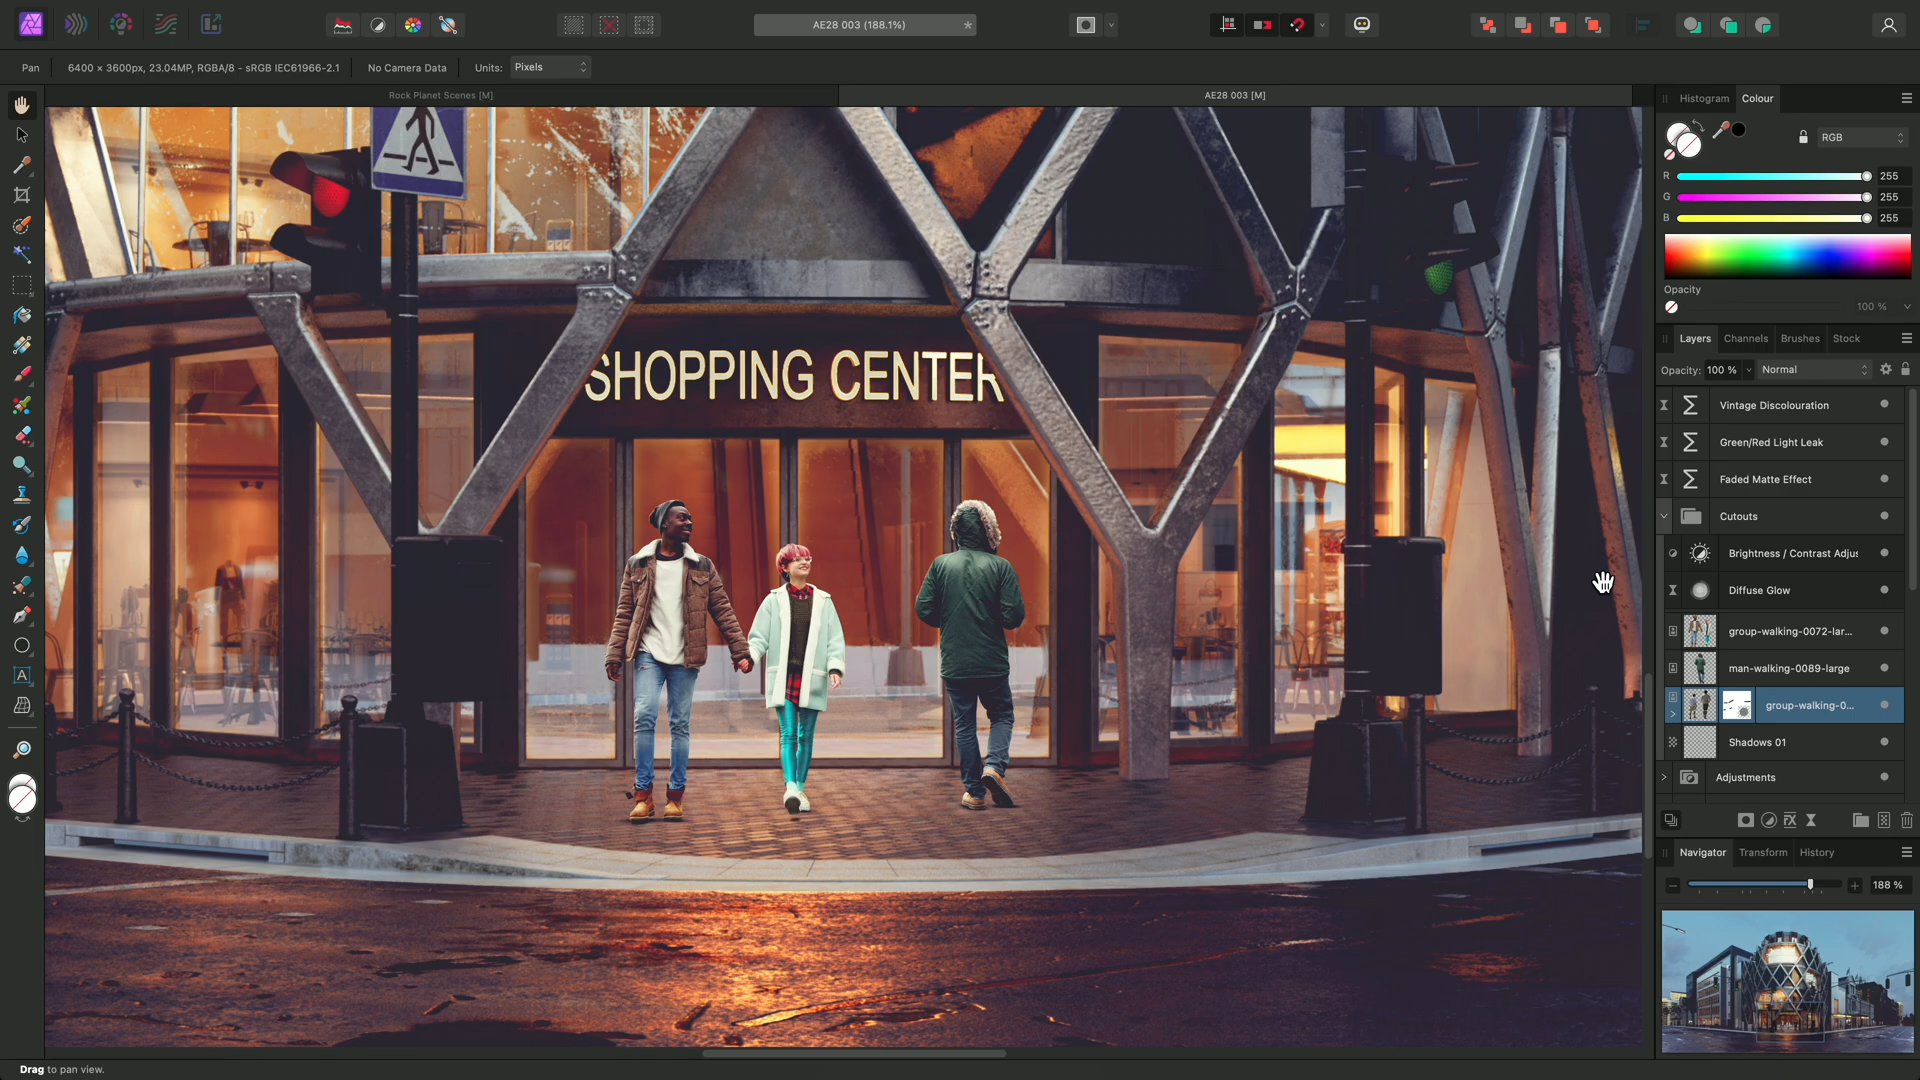 AE28 003 (188.1%)
*
Pan
6400 × 3600px, 23.04MP, RGBA/8 - sRGB IEC61966-2.1
No Camera Data
Units:
Pixels
Rock Planet Scenes [M]
AE28 003 [M]
Histogram
Colour
RGB
R
255
G
255
B
255
Opacity
100 %
Layers
Channels
Brushes
Stock
Opacity:
100 %
Normal
Vintage Discolouration
Green/Red Light Leak
Faded Matte Effect
Cutouts
Brightness / Contrast Adjus
Diffuse Glow
group-walking-0072-lar...
man-walking-0089-large
group-walking-0...
Shadows 01
Adjustments
Navigator
Transform
History
188 %
SHOPPING CENTER
Drag to pan view.